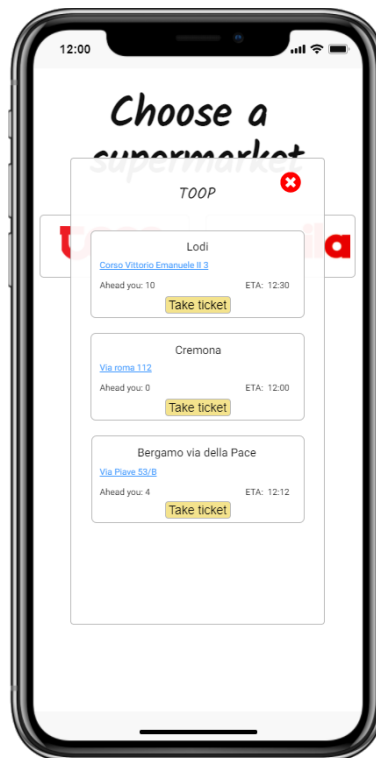 12:00
Choose a
supermarket
TOOP
Lodi
Corso Vittorio Emanuele II 3
Ahead you: 10 ETA: 12:30
Take ticket
Cremona
Via roma 112
Ahead you: 0 ETA: 12:00
Take ticket
Bergamo via della Pace
Via Piave 53/B
Ahead you: 4 ETA: 12:12
Take ticket